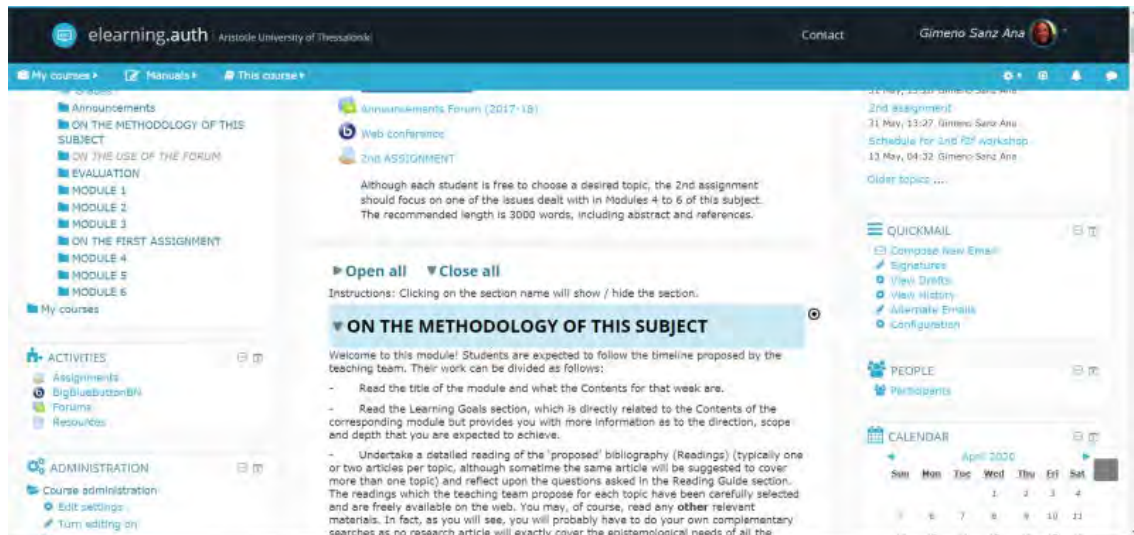 elearning.auth Aristotle University of Thessaloniki
Contact
Gimeno Sanz Ana
My courses
Manuals
This course
Grades
Announcements
ON THE METHODOLOGY OF THIS
SUBJECT
ON THE USE OF THE FORUM
EVALUATION
MODULE 1
MODULE 2
MODULE 3
ON THE FIRST ASSIGNMENT
MODULE 4
MODULE 5
MODULE 6
My courses
ACTIVITIES
Assignments
BigBlueButtonBN
Forums
Resources
ADMINISTRATION
Course administration
Edit settings
Turn editing on
Announcements Forum (2017-18)
Web conference
2nd ASSIGNMENT
Although each student is free to choose a desired topic, the 2nd assignment
should focus on one of the issues dealt with in Modules 4 to 6 of this subject.
The recommended length is 3000 words, including abstract and references.
Open all Close all
Instructions: Clicking on the section name will show / hide the section.
ON THE METHODOLOGY OF THIS SUBJECT
Welcome to this module! Students are expected to follow the timeline proposed by the
teaching team. Their work can be divided as follows:
- Read the title of the module and what the Contents for that week are.
- Read the Learning Goals section, which is directly related to the Contents of the
corresponding module but provides you with more information as to the direction, scope
and depth that you are expected to achieve.
- Undertake a detailed reading of the 'proposed' bibliography (Readings) (typically one
or two articles per topic, although sometime the same article will be suggested to cover
more than one topic) and reflect upon the questions asked in the Reading Guide section.
The readings which the teaching team propose for each topic have been carefully selected
and are freely available on the web. You may, of course, read any other relevant
materials. In fact, as you will see, you will probably have to do your own complementary
searches as no research article will exactly cover the epistemological needs of all the
Gimeno Sanz Ana
2nd assignment
31 May, 13:27 Gimeno Sanz Ana
Schedule for 2nd f2f workshop
13 May, 04:32 Gimeno Sanz Ana
Older topics ...
QUICKMAIL
Compose New Email
Signatures
View Drafts
View History
Alternate Emails
Configuration
PEOPLE
Participants
CALENDAR
April 2020
Sun Mon Tue Wed Thu Fri Sat
1 2 3 4
6 7 8 9 10 11